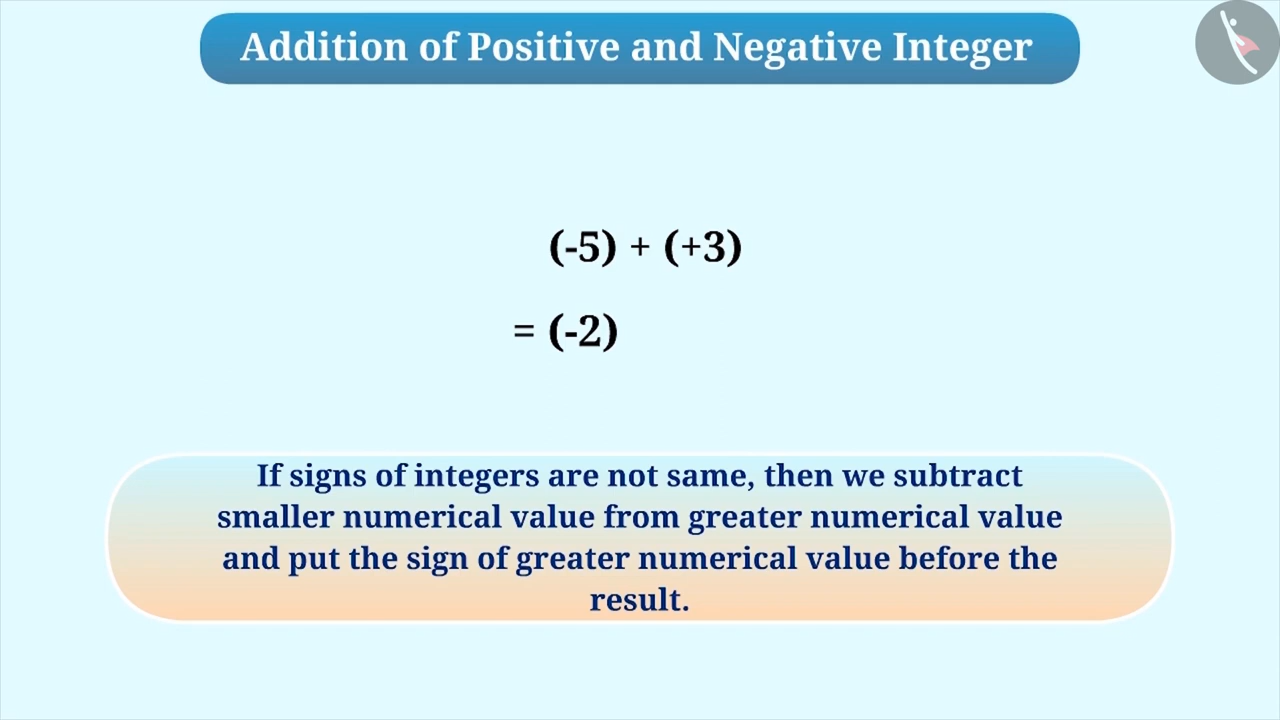 Addition of Positive and Negative Integer
(-5) + (+3)
= (-2)
If signs of integers are not same, then we subtract
smaller numerical value from greater numerical value
and put the sign of greater numerical value before the
result.